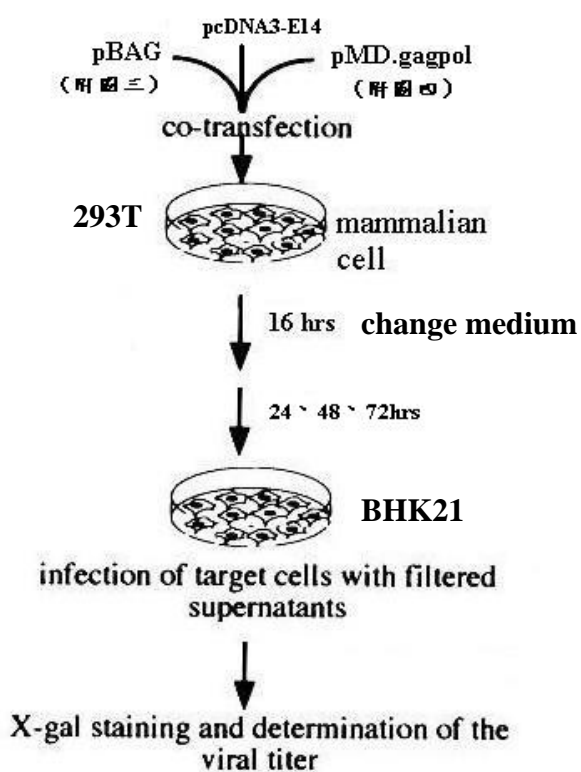 pcDNA3-E14
pBAG
pMD.gagpol
(附圖三)
(附圖四)
co-transfection
293T
mammalian
cell
16 hrs
change medium
24、48、72hrs
BHK21
infection of target cells with filtered
supernatants
X-gal staining and determination of the
viral titer